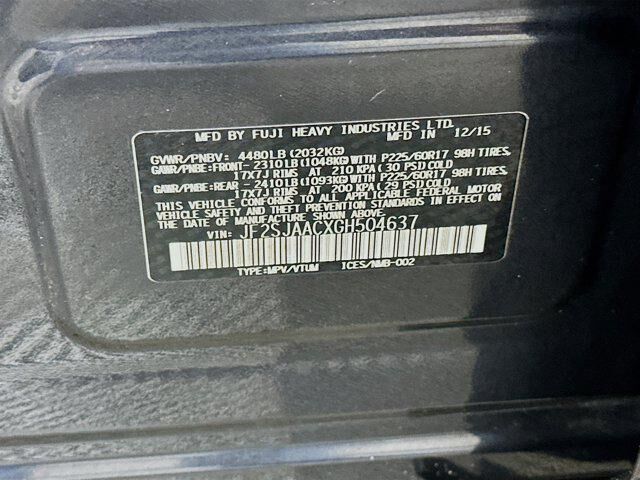 MFD BY FUJI HEAVY INDUSTRIES LTD.
MFD IN 12/15
GVWR/PNBV: 4480LB(2032KG)
GAWR/PNBE:FRONT-2310LB(1048KG)WITH P225/60R17 98H TIRES,
17X7J RIMS AT 210 KPA(30 PSI)COLD
GAWR/PNBE:REAR -2410LB(1093KG)WITH P225/60R17 98H TIRES,
17X7J RIMS AT 200 KPA(29 PSI)COLD
THIS VEHICLE CONFORMS TO ALL APPLICABLE FEDERAL MOTOR
VEHICLE SAFETY AND THEFT PREVENTION STANDARDS IN EFFECT ON
THE DATE OF MANUFACTURE SHOWN ABOVE.
VIN: JF2SJAACXGH504637
TYPE:MPV/VTUM ICES/NMB-002